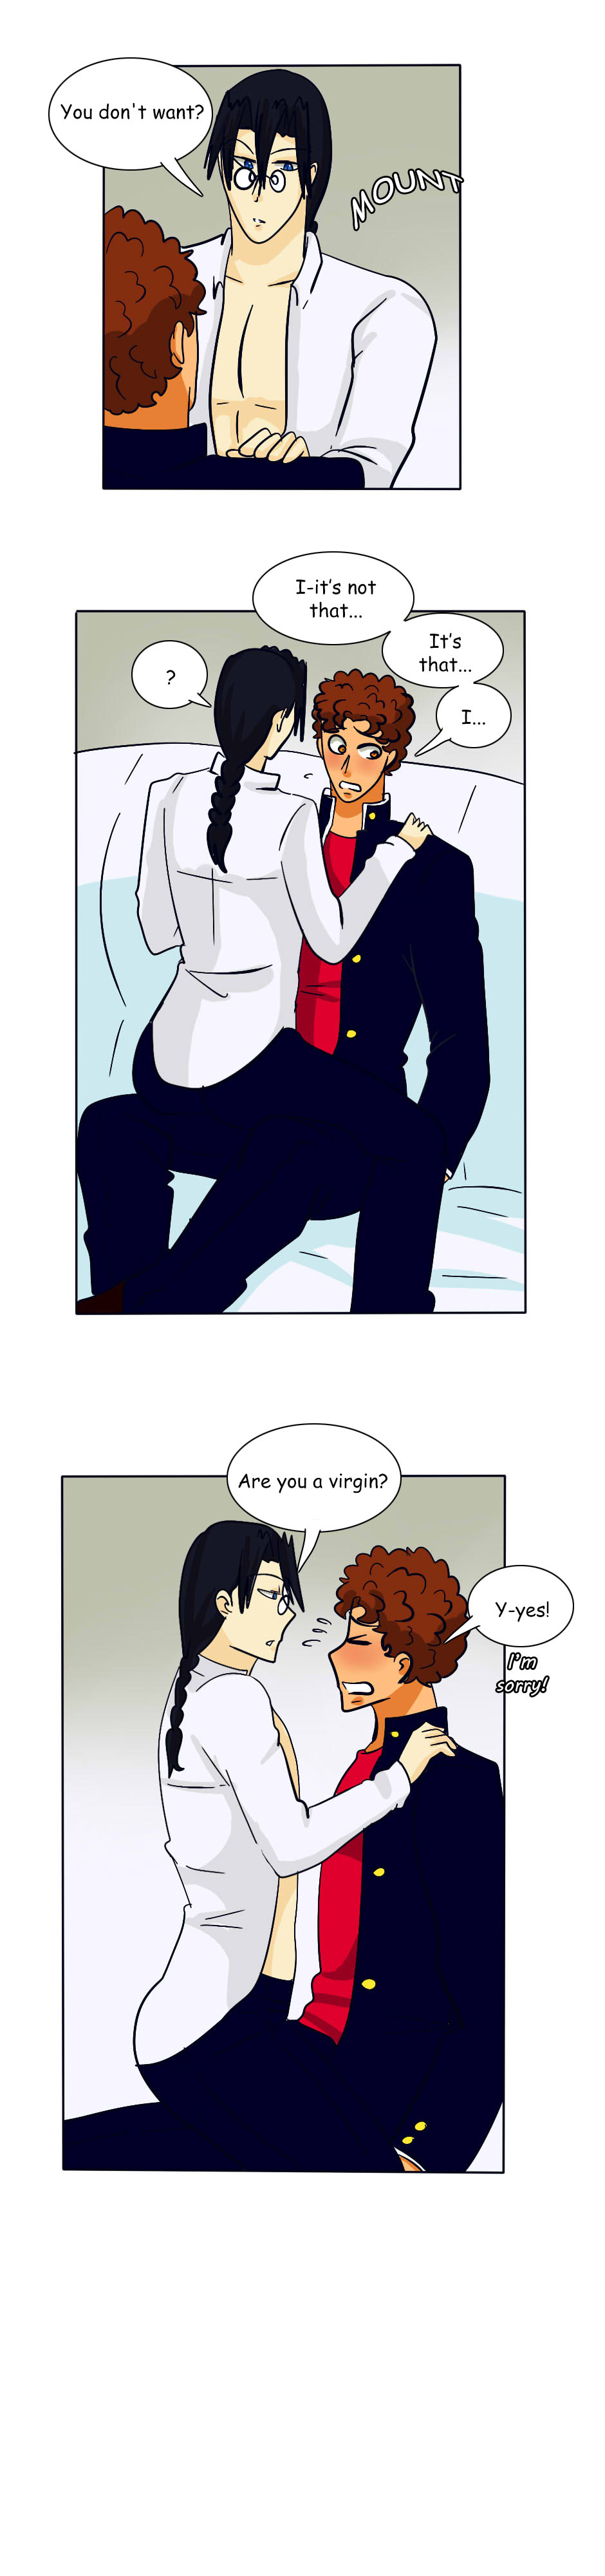 You don't want?
MOUNT
I-it's not
that...
It's
that...
?
I...
Are you a virgin?
Y-yes!
I'm
sorry!